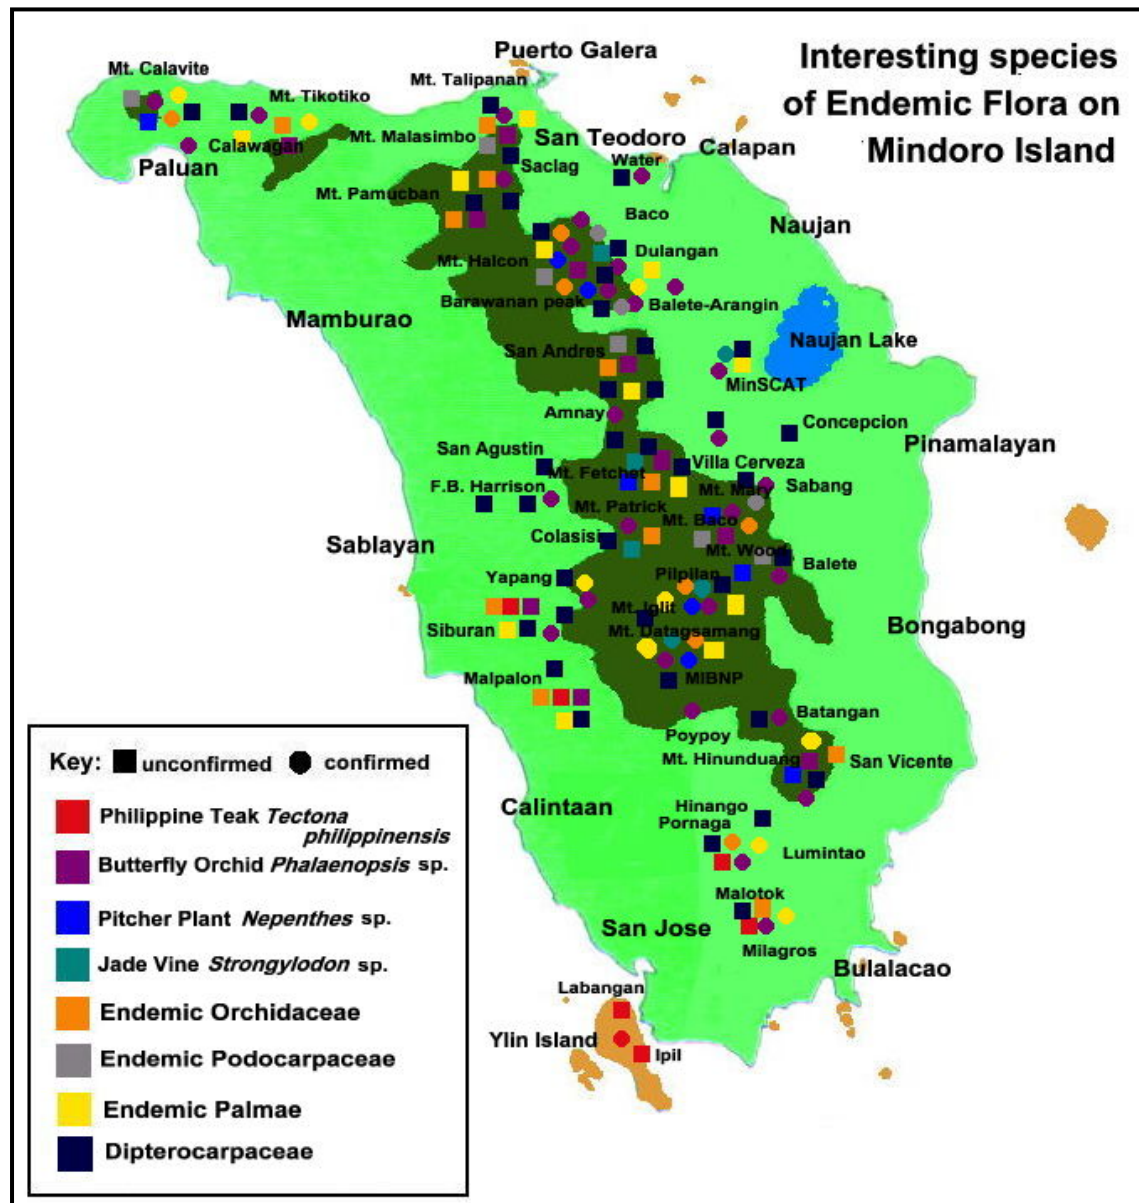 Interesting species
of Endemic Flora on
Mindoro Island
Puerto Galera
Mt. Calavite
Mt. Talipanan
Mt. Tikotiko
Mt. Malasimbo
San Teodoro
Calawagan
Calapan
Water
Paluan
Saclag
Mt. Pamucban
Baco
Naujan
Dulangan
Mt. Halcon
Barawanan peak
Balete-Arangin
Mamburao
Naujan Lake
San Andres
MinSCAT
Amnay
Concepcion
San Agustin
Pinamalayan
Villa Cerveza
Mt. Fetchet
F.B. Harrison
Mt. Mary
Sabang
Mt. Patrick
Mt. Baco
Colasisi
Sablayan
Mt. Wood
Balete
Yapang
Pilpilan
Mt. Iglit
Siburan
Mt. Datagsamang
Bongabong
Malpalon
MIBNP
Batangan
Poypoy
Mt. Hinunduang
San Vicente
Calintaan
Hinango
Pornaga
Lumintao
Malotok
San Jose
Milagros
Bulalacao
Labangan
Ylin Island
Ipil
Key: unconfirmed confirmed
Philippine Teak Tectona
philippinensis
Butterfly Orchid Phalaenopsis sp.
Pitcher Plant Nepenthes sp.
Jade Vine Strongylodon sp.
Endemic Orchidaceae
Endemic Podocarpaceae
Endemic Palmae
Dipterocarpaceae